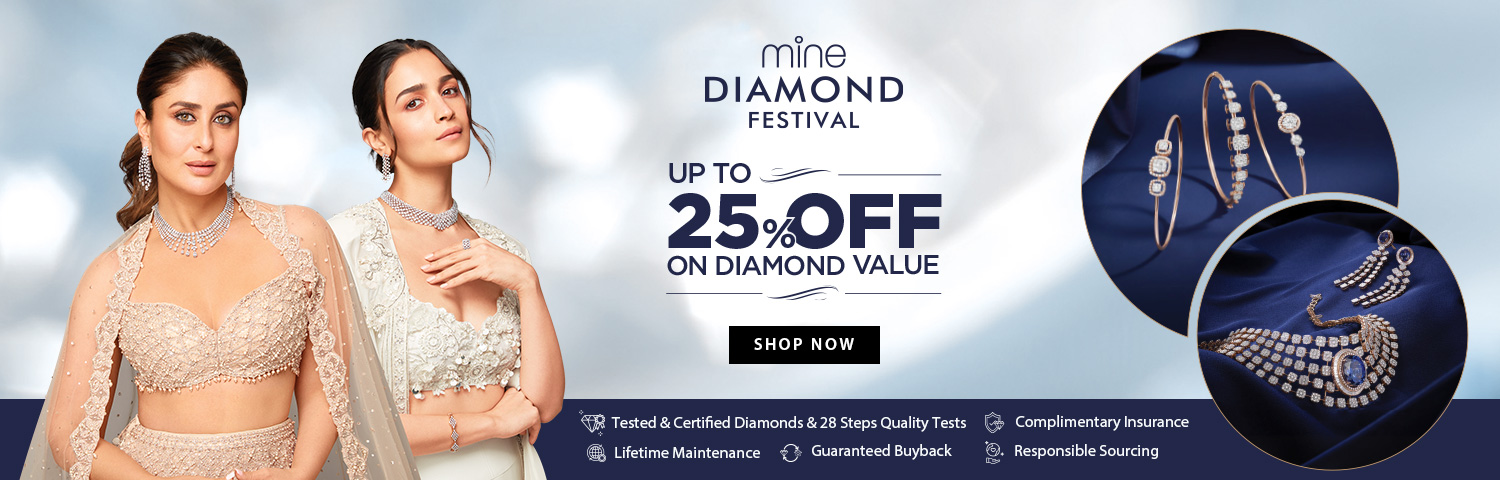 mine
DIAMOND
FESTIVAL
UP TO
25% OFF
ON DIAMOND VALUE
SHOP NOW
Tested & Certified Diamonds & 28 Steps Quality Tests
Complimentary Insurance
Lifetime Maintenance
Guaranteed Buyback
Responsible Sourcing